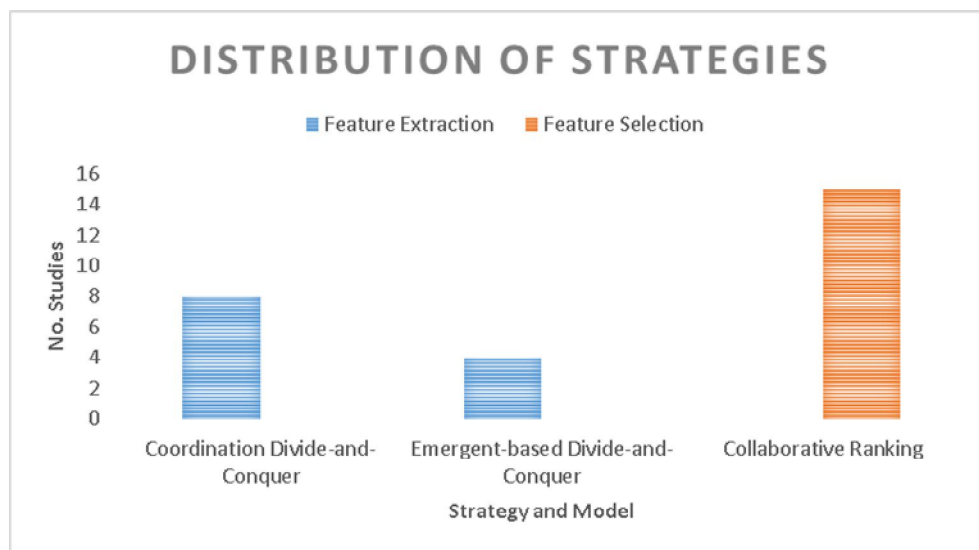 DISTRIBUTION OF STRATEGIES
Feature Extraction
Feature Selection
16
14
12
10
8
6
4
2
0
No. Studies
Coordination Divide-and-
Conquer
Emergent-based Divide-and-
Conquer
Collaborative Ranking
Strategy and Model